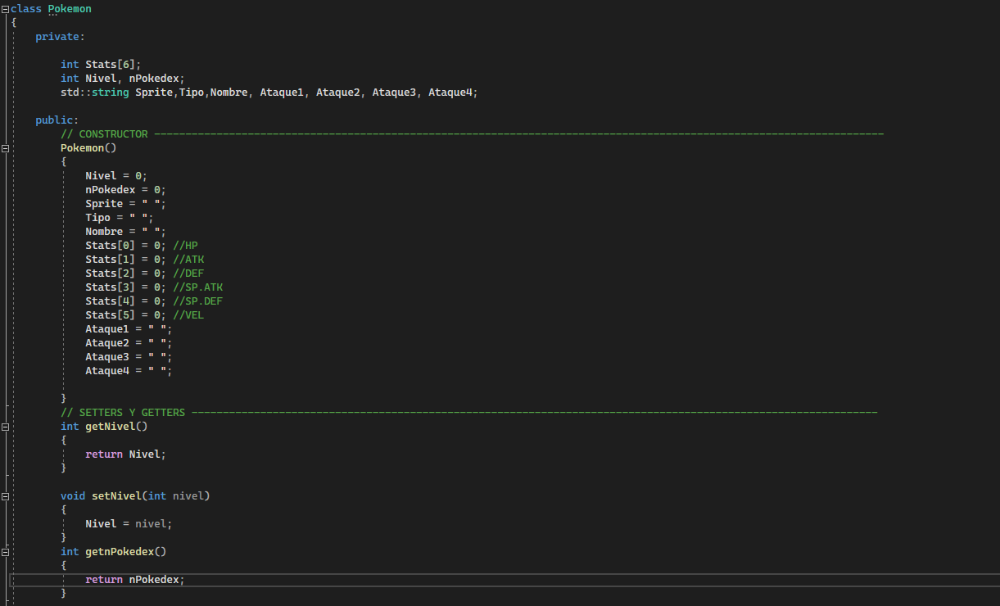 class Pokemon
{
    private:

        int Stats[6];
        int Nivel, nPokedex;
        std::string Sprite,Tipo,Nombre, Ataque1, Ataque2, Ataque3, Ataque4;

    public:
        // CONSTRUCTOR ---------------------------------------------------------------------------------------------------------------------
        Pokemon()
        {
            Nivel = 0;
            nPokedex = 0;
            Sprite = " ";
            Tipo = " ";
            Nombre = " ";
            Stats[0] = 0; //HP
            Stats[1] = 0; //ATK
            Stats[2] = 0; //DEF
            Stats[3] = 0; //SP.ATK
            Stats[4] = 0; //SP.DEF
            Stats[5] = 0; //VEL
            Ataque1 = " ";
            Ataque2 = " ";
            Ataque3 = " ";
            Ataque4 = " ";

        }
        // SETTERS Y GETTERS --------------------------------------------------------------------------------------------------------------
        int getNivel()
        {
            return Nivel;
        }

        void setNivel(int nivel)
        {
            Nivel = nivel;
        }
        int getnPokedex()
        {
            return nPokedex;
        }